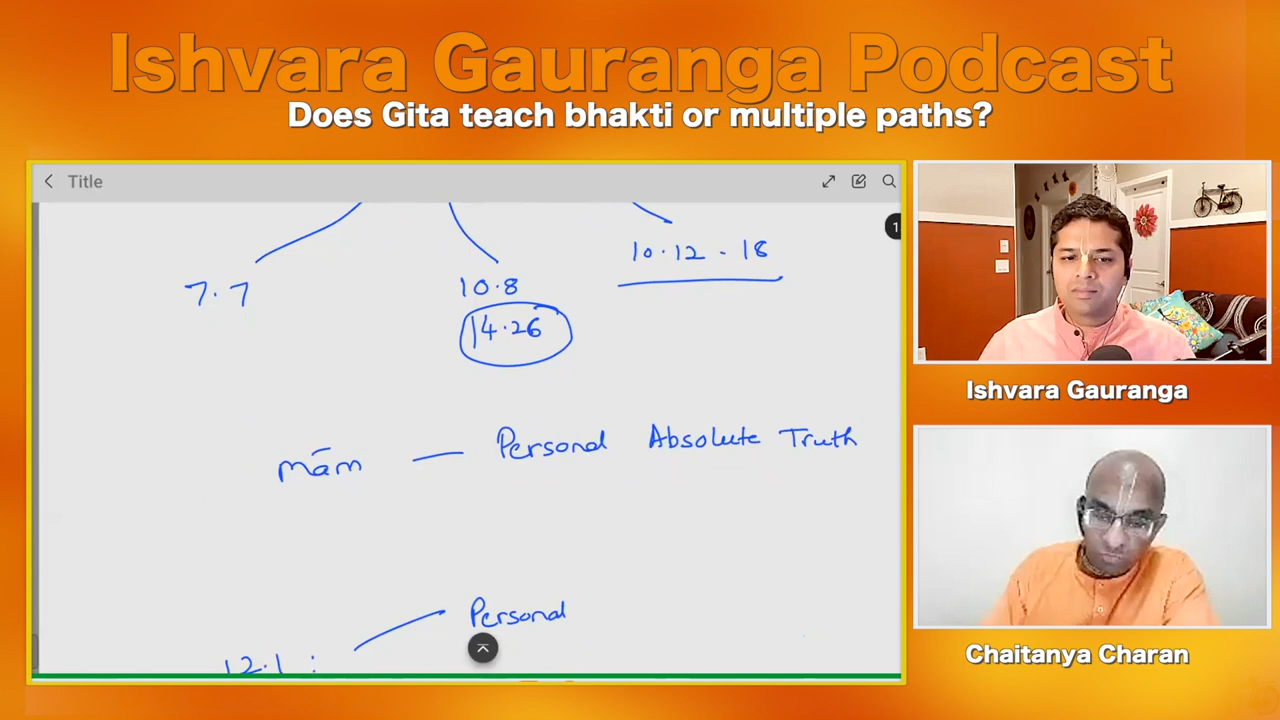 Ishvara Gauranga Podcast
Does Gita teach bhakti or multiple paths?
Title
1
10.12 - 18
7.7
10.8
14.26
mām — Personal Absolute Truth
Personal
12.1 :
Ishvara Gauranga
Chaitanya Charan